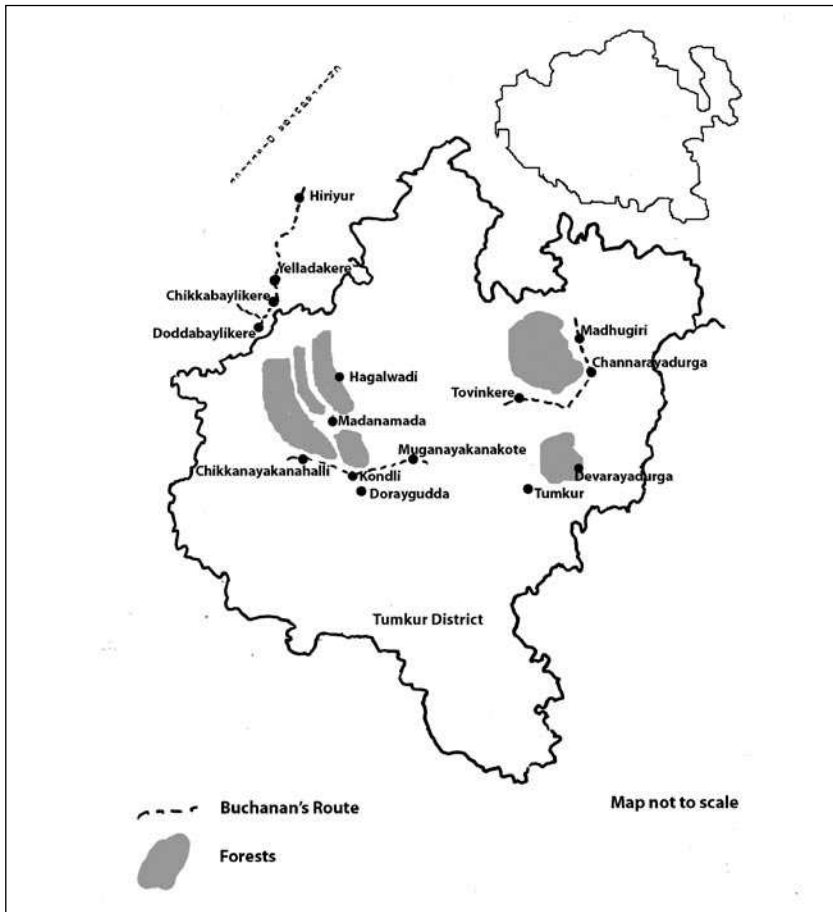 Hiriyur
Yelladakere
Chikkabaylikere
Doddabaylikere
Madhugiri
Channarayadurga
Hagalwadi
Tovinkere
Madanamada
Muganayakanakote
Chikkanayakanahalli
Kondli
Devarayadurga
Doraygudda
Tumkur
Tumkur District
Buchanan's Route
Map not to scale
Forests